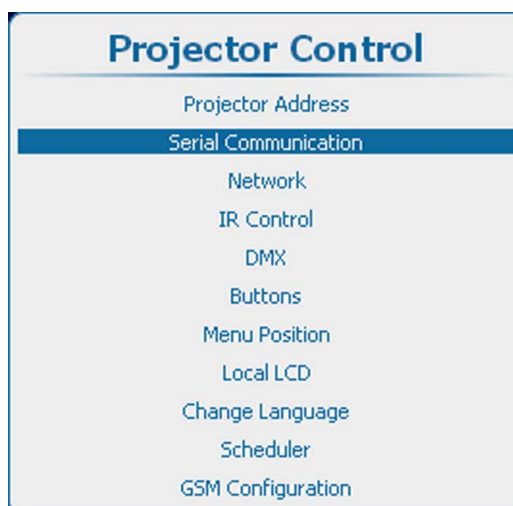 Projector Control
Projector Address
Serial Communication
Network
IR Control
DMX
Buttons
Menu Position
Local LCD
Change Language
Scheduler
GSM Configuration